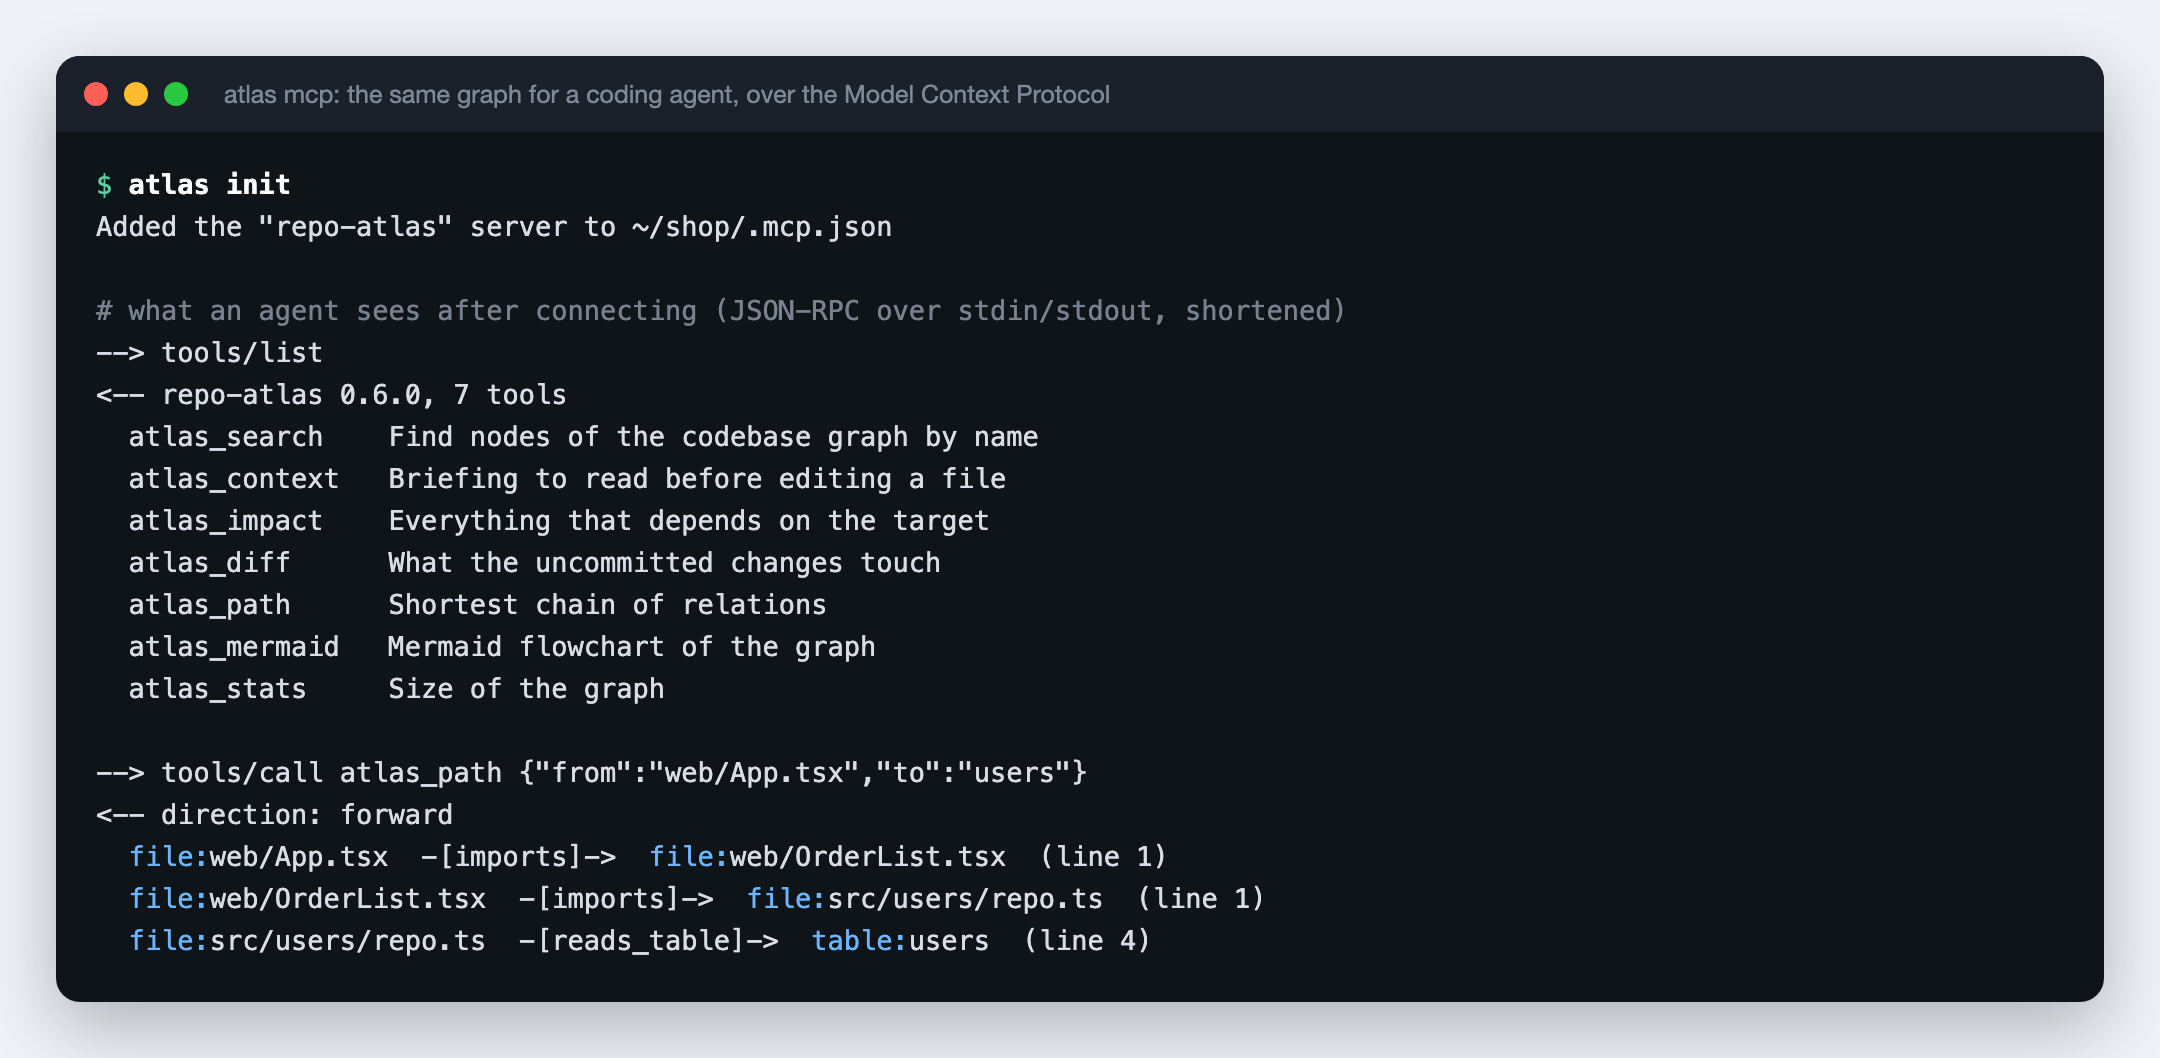 atlas mcp: the same graph for a coding agent, over the Model Context Protocol
$ atlas init
Added the "repo-atlas" server to ~/shop/.mcp.json
# what an agent sees after connecting (JSON-RPC over stdin/stdout, shortened)
--> tools/list
<-- repo-atlas 0.6.0, 7 tools
  atlas_search    Find nodes of the codebase graph by name
  atlas_context   Briefing to read before editing a file
  atlas_impact    Everything that depends on the target
  atlas_diff      What the uncommitted changes touch
  atlas_path      Shortest chain of relations
  atlas_mermaid   Mermaid flowchart of the graph
  atlas_stats     Size of the graph
--> tools/call atlas_path {"from":"web/App.tsx","to":"users"}
<-- direction: forward
  file:web/App.tsx  -[imports]->  file:web/OrderList.tsx  (line 1)
  file:web/OrderList.tsx  -[imports]->  file:src/users/repo.ts  (line 1)
  file:src/users/repo.ts  -[reads_table]->  table:users  (line 4)